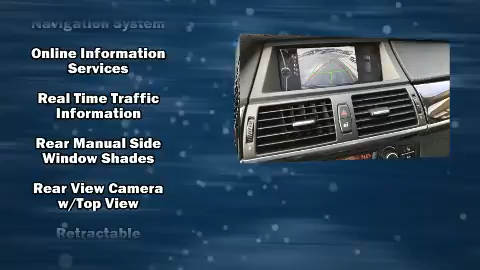 Navigation System
Online Information
Services
Real Time Traffic
Information
Rear Manual Side
Window Shades
Rear View Camera
w/Top View
Retractable